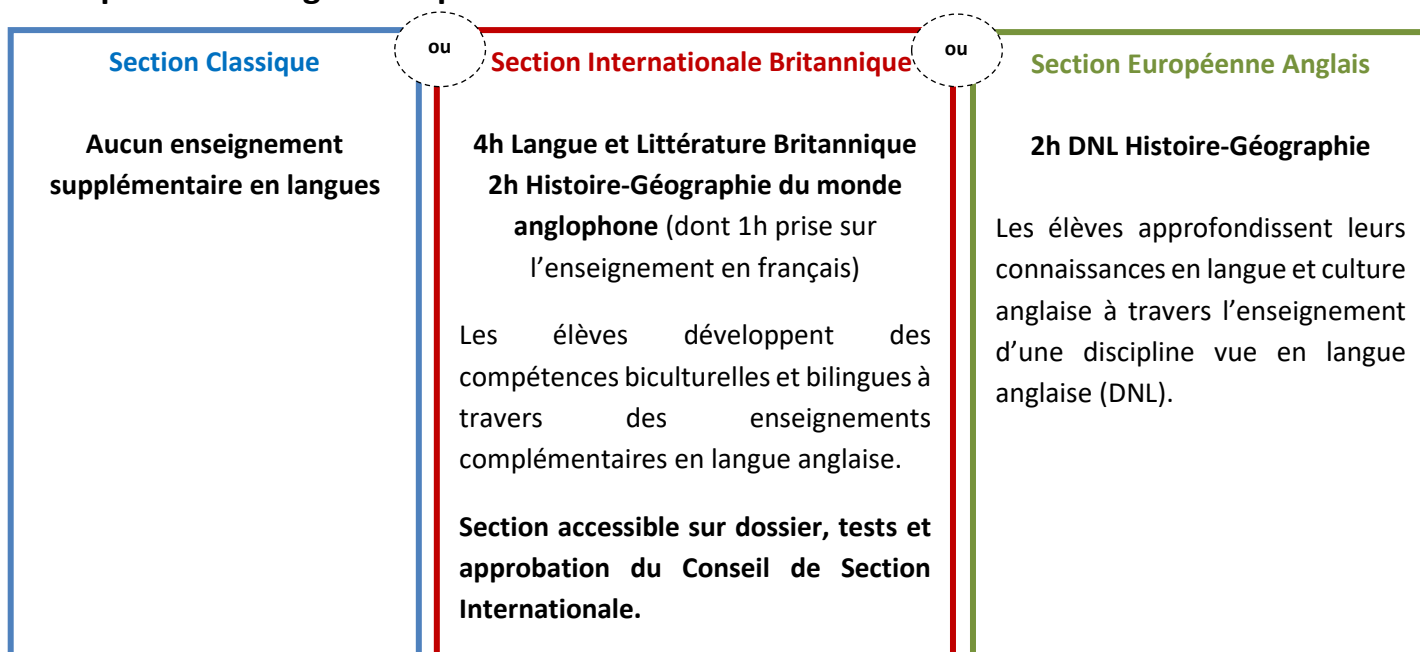 ou
ou
Section Classique
Aucun enseignement
supplémentaire en langues
Section Internationale Britannique
4h Langue et Littérature Britannique
2h Histoire-Géographie du monde
anglophone (dont 1h prise sur
l’enseignement en français)
Les élèves développent des
compétences biculturelles et bilingues à
travers des enseignements
complémentaires en langue anglaise.
Section accessible sur dossier, tests et
approbation du Conseil de Section
Internationale.
Section Européenne Anglais
2h DNL Histoire-Géographie
Les élèves approfondissent leurs
connaissances en langue et culture
anglaise à travers l’enseignement
d’une discipline vue en langue
anglaise (DNL).